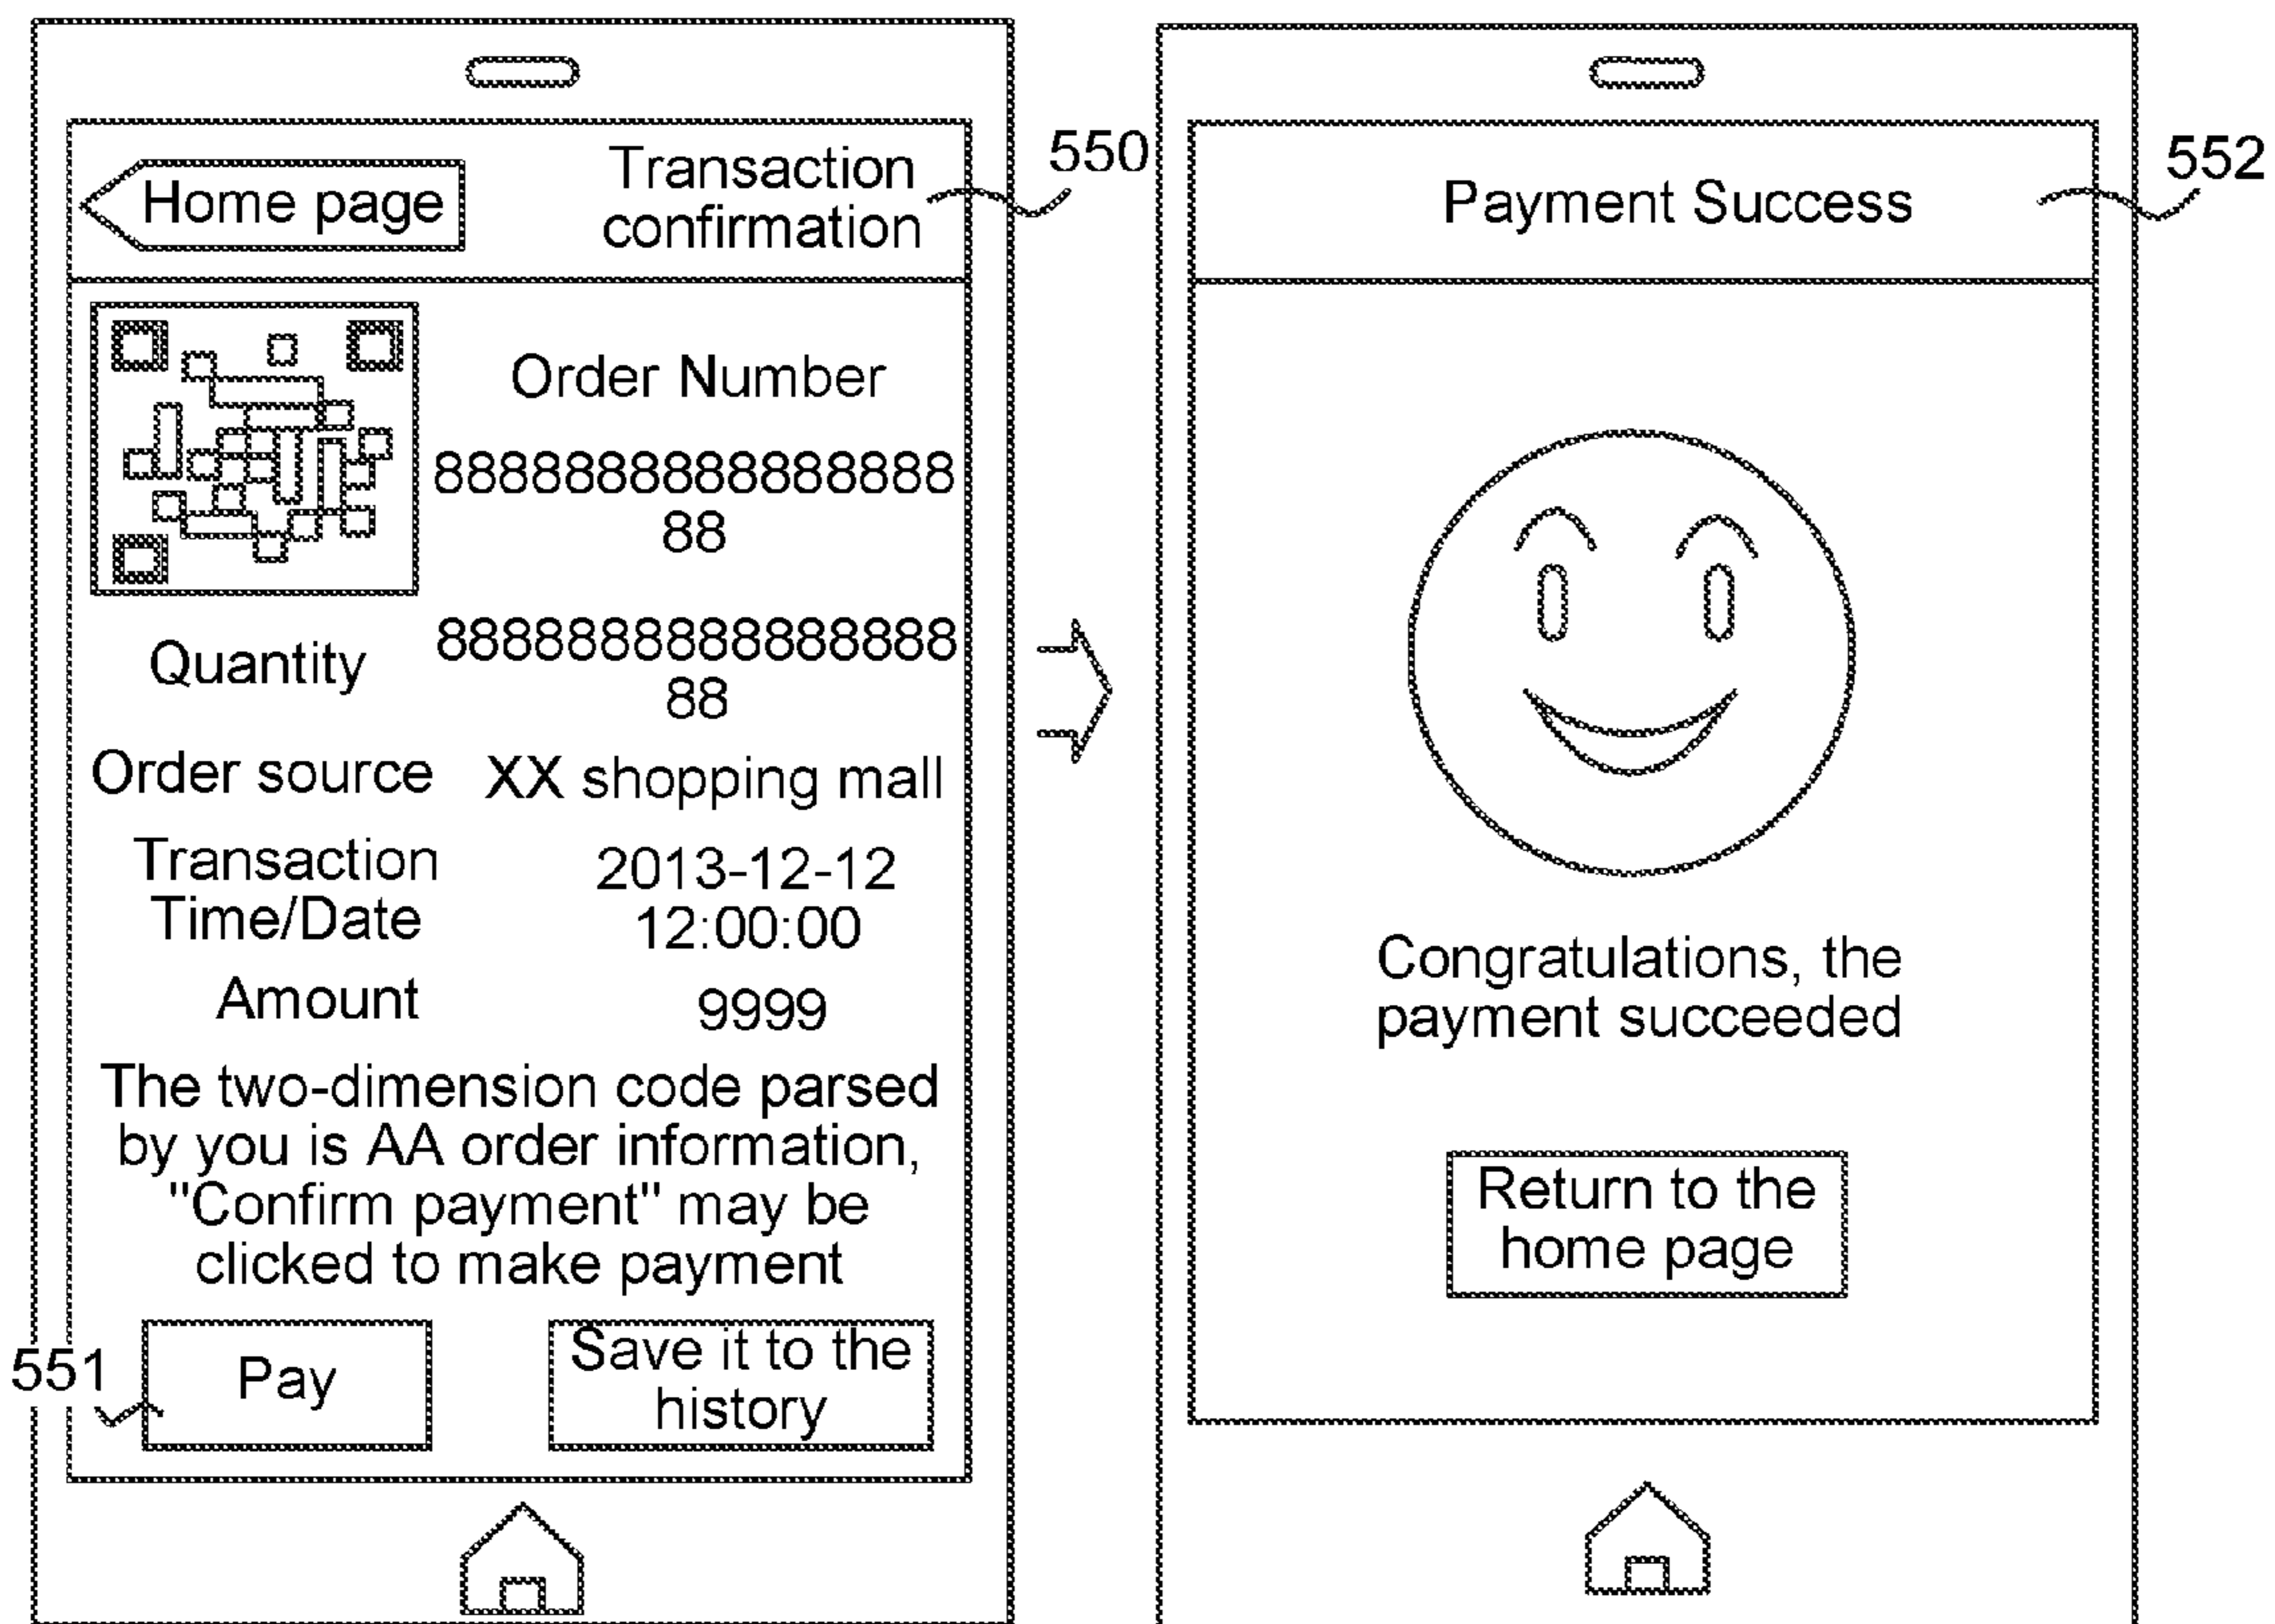 Home page
Transaction
confirmation
550
Order Number
8888888888888888
88
Quantity
8888888888888888
88
Order source
XX shopping mall
Transaction
Time/Date
2013-12-12
12:00:00
Amount
9999
The two-dimension code parsed
by you is AA order information,
"Confirm payment" may be
clicked to make payment
551
Pay
Save it to the
history
Payment Success
552
Congratulations, the
payment succeeded
Return to the
home page